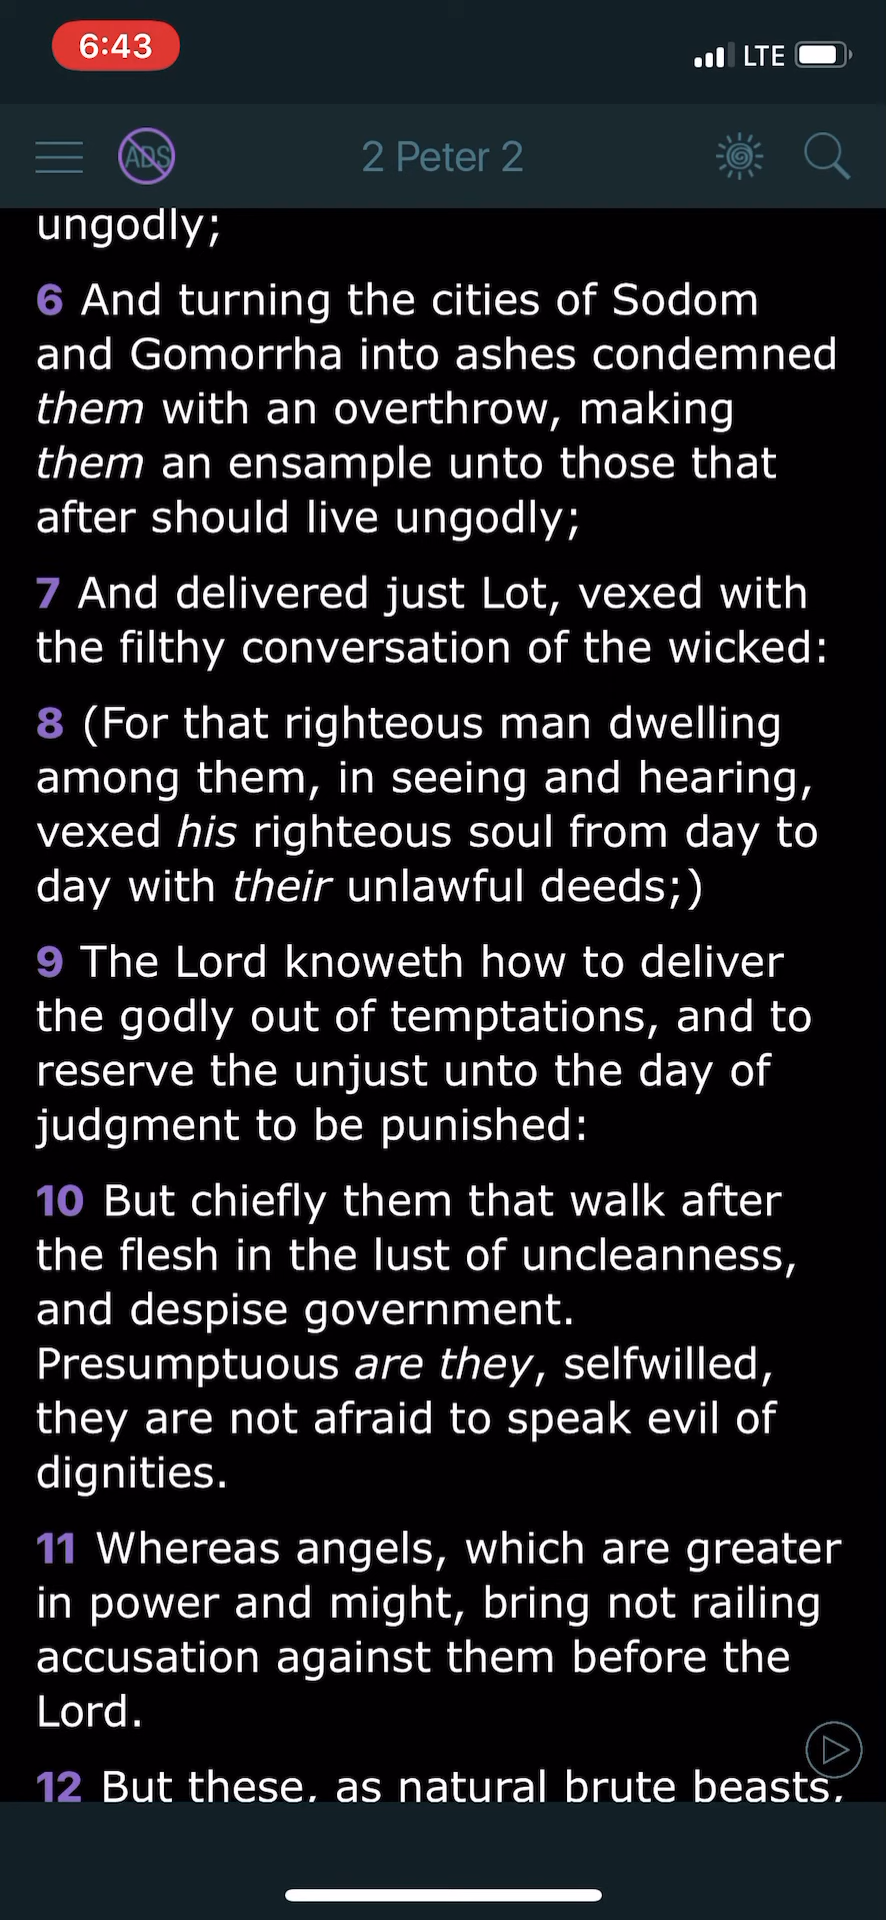 6:43
LTE
ADS
2 Peter 2
ungodly;
6 And turning the cities of Sodom
and Gomorrha into ashes condemned
them with an overthrow, making
them an ensample unto those that
after should live ungodly;
7 And delivered just Lot, vexed with
the filthy conversation of the wicked:
8 (For that righteous man dwelling
among them, in seeing and hearing,
vexed his righteous soul from day to
day with their unlawful deeds;)
9 The Lord knoweth how to deliver
the godly out of temptations, and to
reserve the unjust unto the day of
judgment to be punished:
10 But chiefly them that walk after
the flesh in the lust of uncleanness,
and despise government.
Presumptuous are they, selfwilled,
they are not afraid to speak evil of
dignities.
11 Whereas angels, which are greater
in power and might, bring not railing
accusation against them before the
Lord.
12 But these, as natural brute beasts,